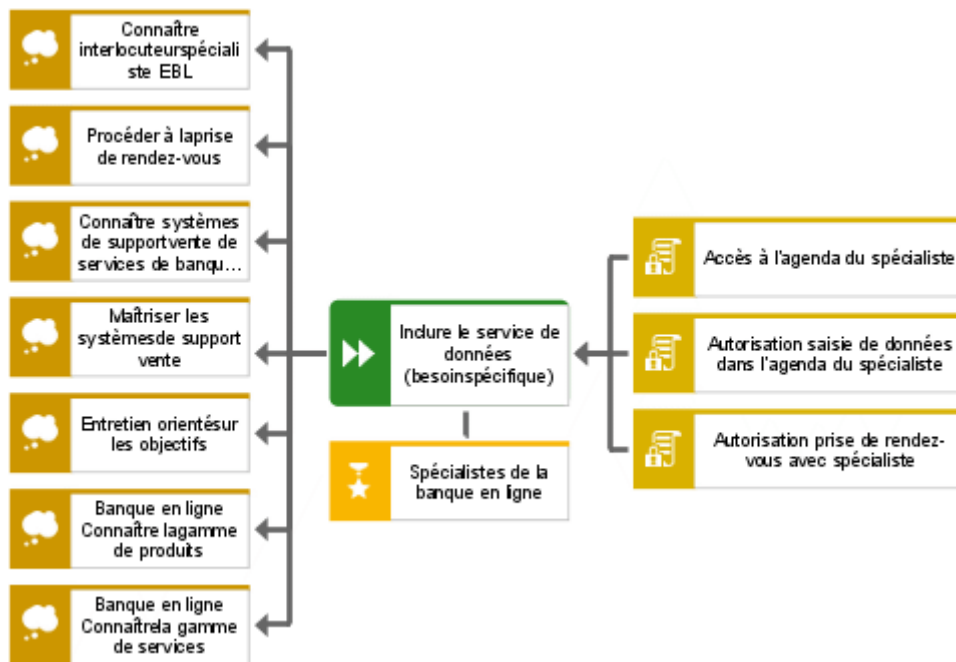 Connaître
interlocuteurspéciali
ste EBL
Procéder à laprise
de rendez-vous
Connaître systèmes
de supportvente de
services de banqu...
Maîtriser les
systèmesde support
vente
Entretien orientésur
les objectifs
Banque en ligne
Connaître lagamme
de produits
Banque en ligne
Connaîtrela gamme
de services
Inclure le service de
données
(besoinspécifique)
Spécialistes de la
banque en ligne
Accès à l'agenda du spécialiste
Autorisation saisie de données
dans l'agenda du spécialiste
Autorisation prise de rendez-
vous avec spécialiste